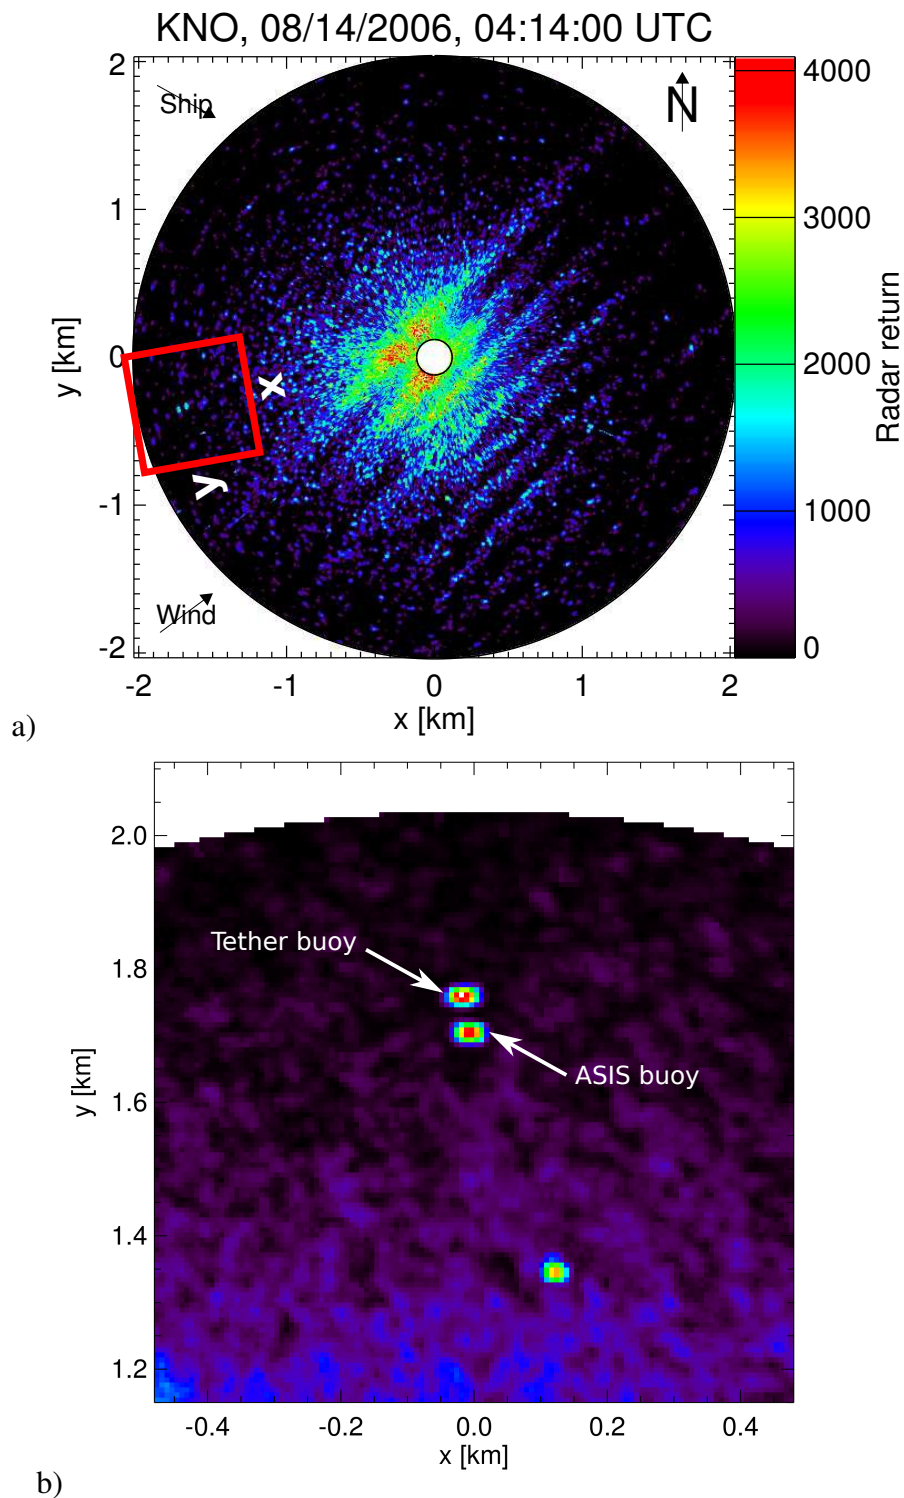 KNO, 08/14/2006, 04:14:00 UTC
2
1
0
-1
-2
y [km]
Ship
N
Wind
x
y
4000
3000
2000
1000
0
Radar return
-2 -1 0 1 2
x [km]
a)
2.0
1.8
1.6
1.4
1.2
y [km]
Tether buoy
ASIS buoy
-0.4 -0.2 0.0 0.2 0.4
x [km]
b)